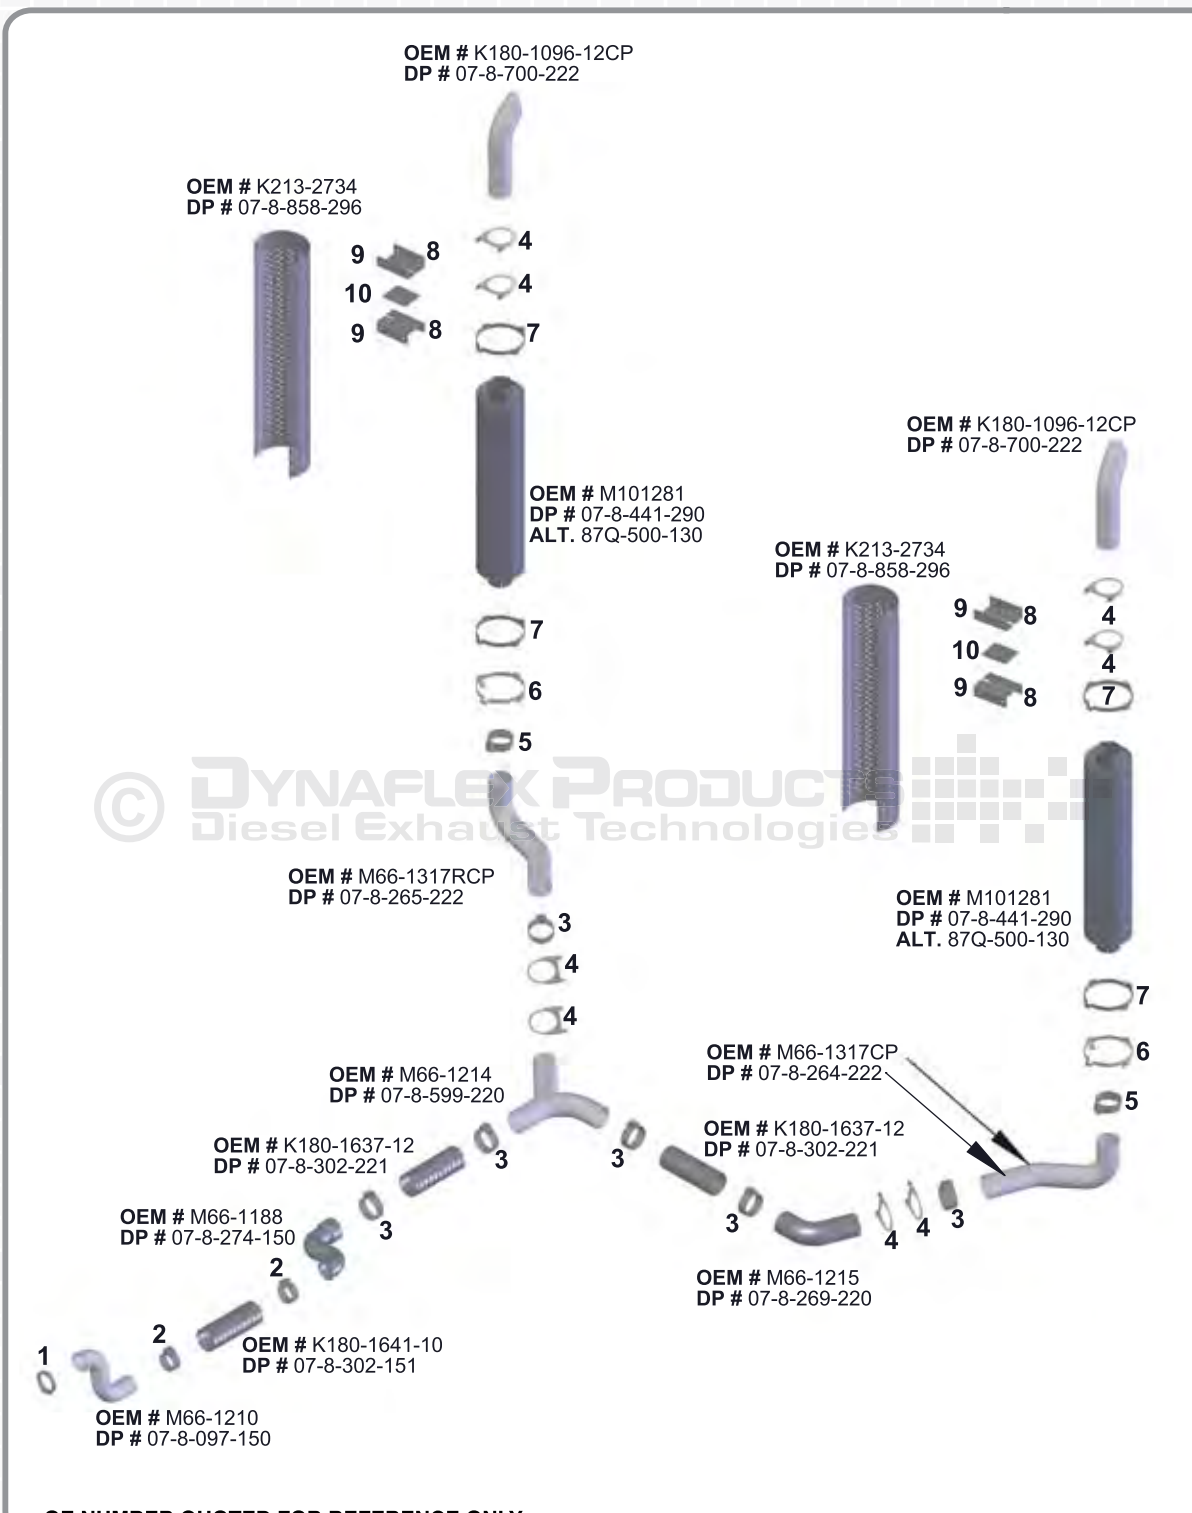 OEM # K180-1096-12CP
DP # 07-8-700-222
OEM # K213-2734
DP # 07-8-858-296
9
8
10
9
8
4
4
7
OEM # M101281
DP # 07-8-441-290
ALT. 87Q-500-130
7
6
5
OEM # K180-1096-12CP
DP # 07-8-700-222
OEM # K213-2734
DP # 07-8-858-296
9
8
10
9
8
4
4
7
© DYNAFLEX PRODUCTS
Diesel Exhaust Technologies
OEM # M66-1317RCP
DP # 07-8-265-222
OEM # M101281
DP # 07-8-441-290
ALT. 87Q-500-130
3
4
4
7
6
5
OEM # M66-1317CP
DP # 07-8-264-222
OEM # M66-1214
DP # 07-8-599-220
OEM # K180-1637-12
DP # 07-8-302-221
3
3
OEM # K180-1637-12
DP # 07-8-302-221
3
3
4
4
3
OEM # M66-1188
DP # 07-8-274-150
2
OEM # M66-1215
DP # 07-8-269-220
2
OEM # K180-1641-10
DP # 07-8-302-151
1
OEM # M66-1210
DP # 07-8-097-150
OE NUMBER QUOTED FOR REFERENCE ONLY